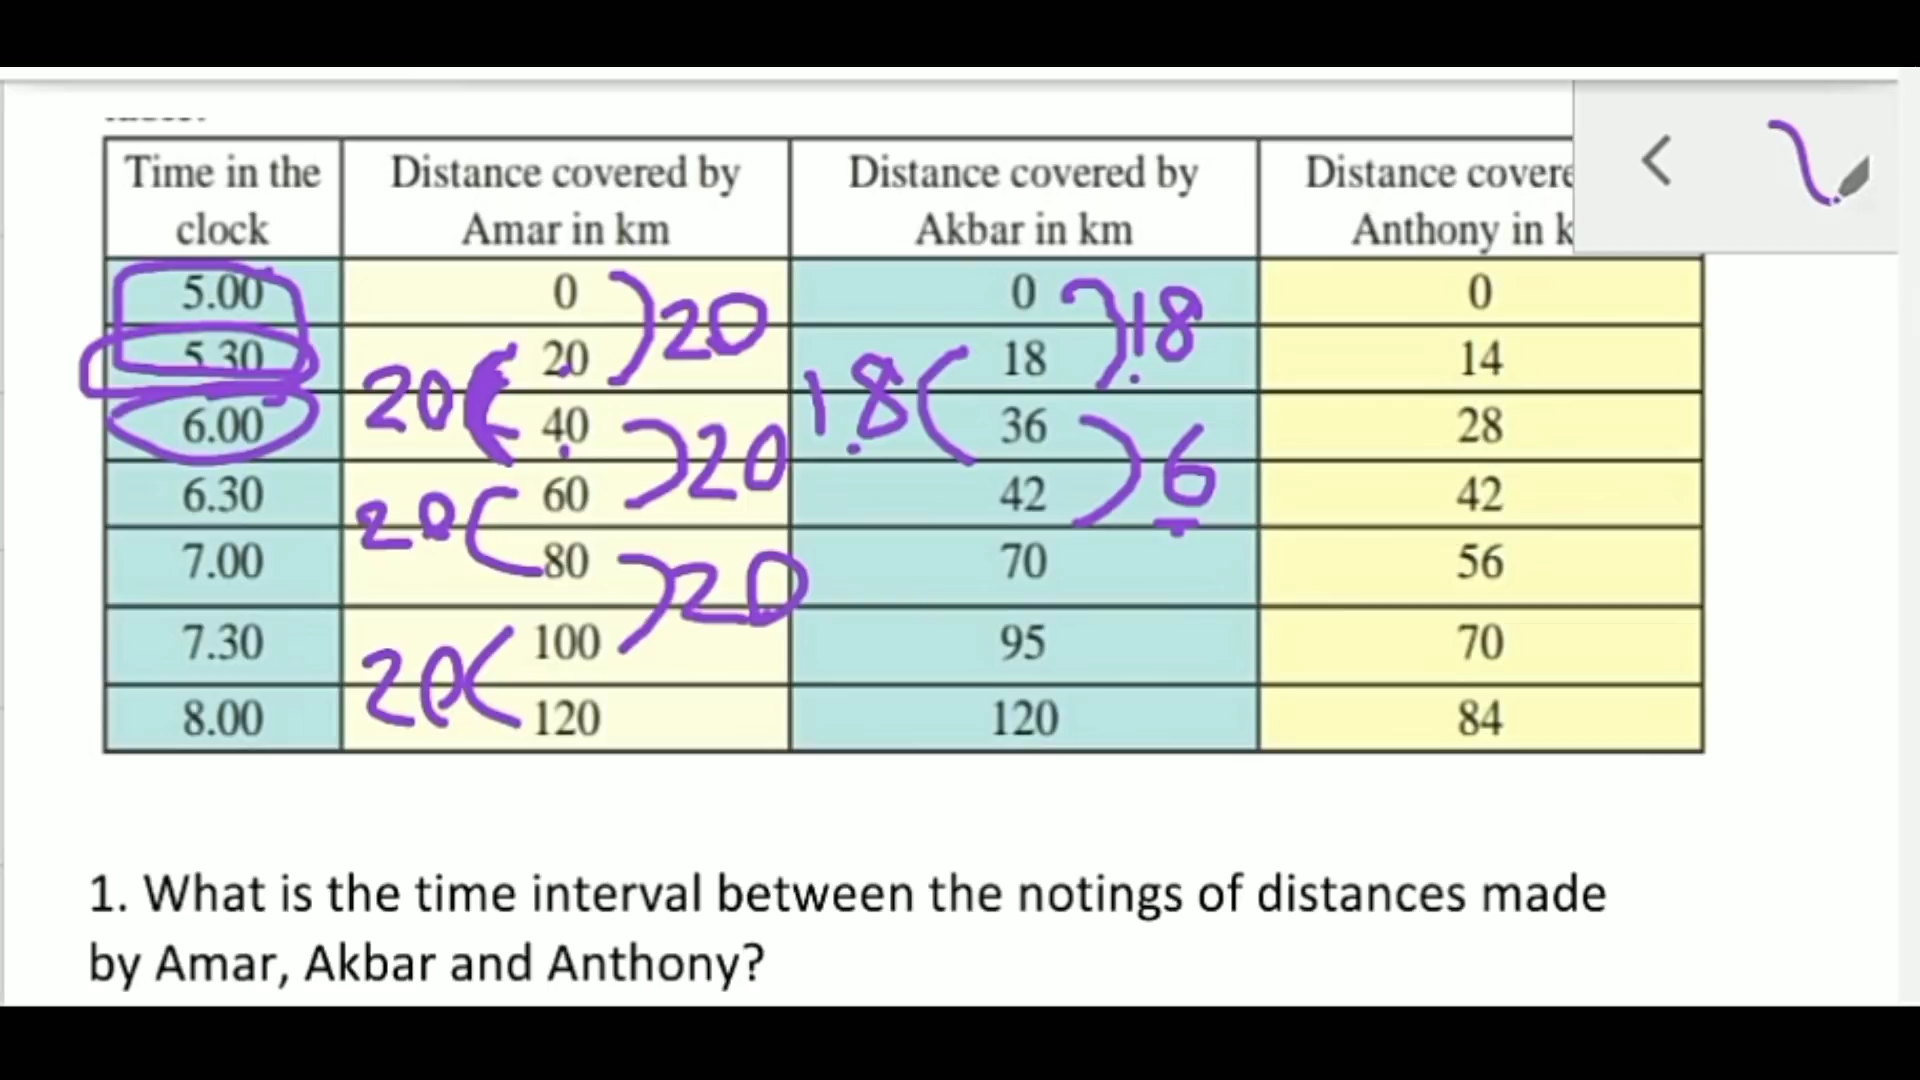 Time in the clock Distance covered by Amar in km Distance covered by Akbar in km Distance covere Anthony in k
5.00 0 0 0
20 18
5.30 20 18 14
20 18
6.00 40 36 28
20 6
6.30 60 42 42
20
7.00 80 70 56
20
7.30 100 95 70
20
8.00 120 120 84
1. What is the time interval between the notings of distances made
by Amar, Akbar and Anthony?